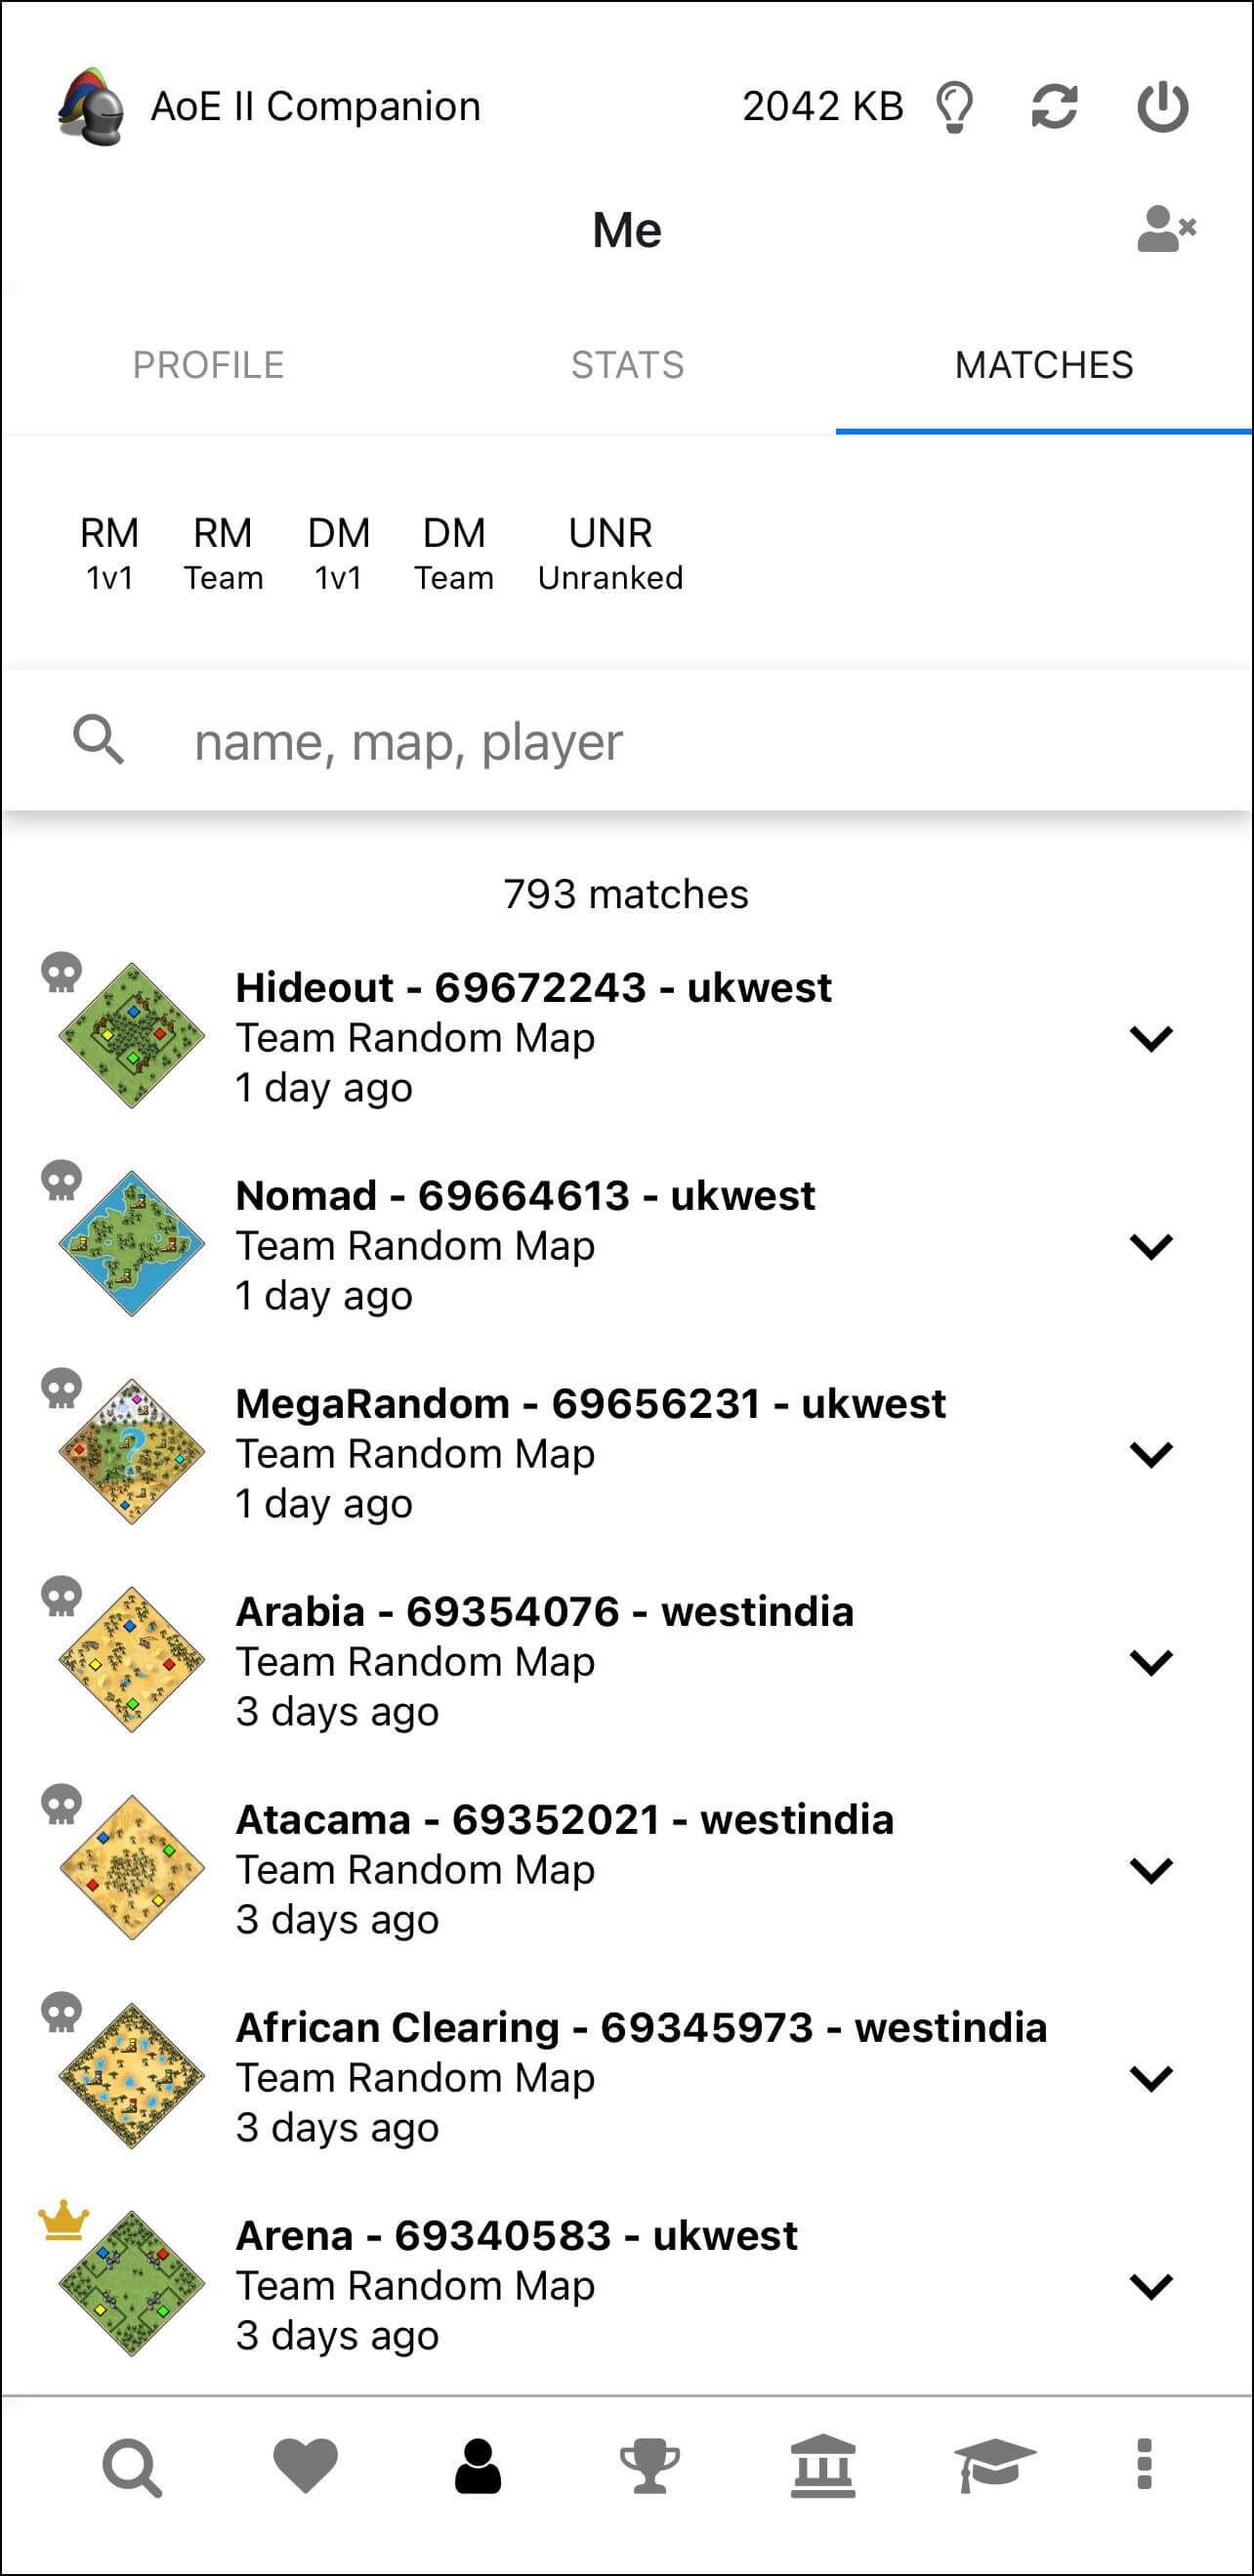 AoE II Companion
2042 KB
Me
PROFILE STATS MATCHES
RM RM DM DM UNR
1v1 Team 1v1 Team Unranked
name, map, player
793 matches
Hideout - 69672243 - ukwest
Team Random Map
1 day ago
Nomad - 69664613 - ukwest
Team Random Map
1 day ago
MegaRandom - 69656231 - ukwest
Team Random Map
1 day ago
Arabia - 69354076 - westindia
Team Random Map
3 days ago
Atacama - 69352021 - westindia
Team Random Map
3 days ago
African Clearing - 69345973 - westindia
Team Random Map
3 days ago
Arena - 69340583 - ukwest
Team Random Map
3 days ago